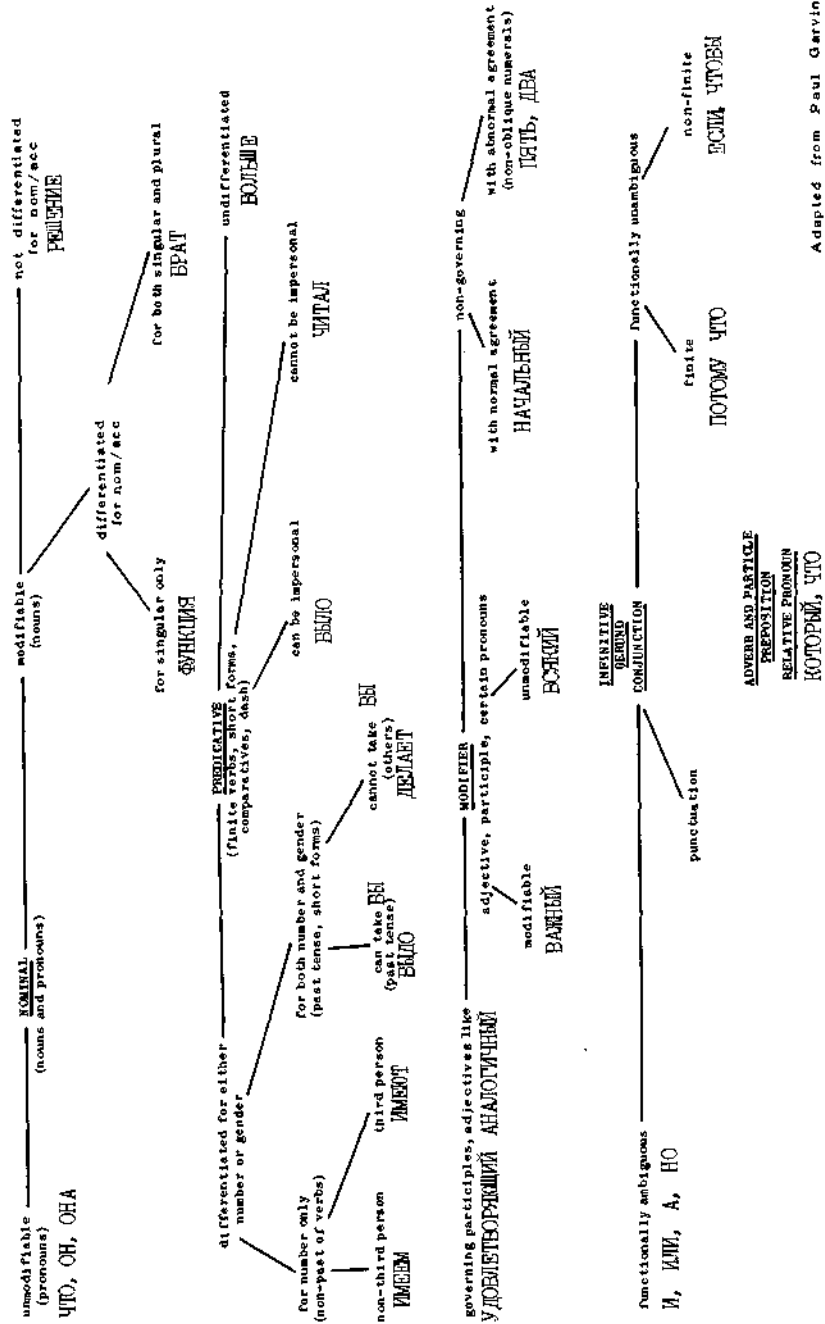 NOMINAL
(nouns and pronouns)
unmodifiable
(pronouns)
ЧТО, ОН, ОНА
modifiable
(nouns)
not differentiated
for nom/acc
РЕШЕНИЕ
differentiated
for nom/acc
for singular only
ФУНКЦИЯ
for both singular and plural
БРАТ
PREDICATIVE
(finite verbs, short forms,
comparatives, dash)
differentiated for either
number or gender
undifferentiated
БОЛЬШЕ
for number only
(non-past of verbs)
for both number and gender
(past tense, short forms)
can be impersonal
БЫЛО
cannot be impersonal
ЧИТАЛ
non-third person
ИМЕЕМ
third person
ИМЕЮТ
can take ВЫ
(past tense)
БЫЛО
cannot take ВЫ
(others)
ДЕЛАЕТ
MODIFIER
governing participles, adjectives like
УДОВЛЕТВОРЯЮЩИЙ АНАЛОГИЧНЫЙ
adjective, participle, certain pronouns
non-governing
modifiable
ВАЖНЫЙ
unmodifiable
ВСЯКИЙ
with normal agreement
НАЧАЛЬНЫЙ
with abnormal agreement
(non-oblique numerals)
ПЯТЬ, ДВА
INFINITIVE
GERUND
CONJUNCTION
functionally ambiguous
И, ИЛИ, А, НО
functionally unambiguous
punctuation
finite
ПОТОМУ ЧТО
non-finite
ЕСЛИ, ЧТОБЫ
ADVERB AND PARTICLE
PREPOSITION
RELATIVE PRONOUN
КОТОРЫЙ, ЧТО
Adapted from Paul Garvin